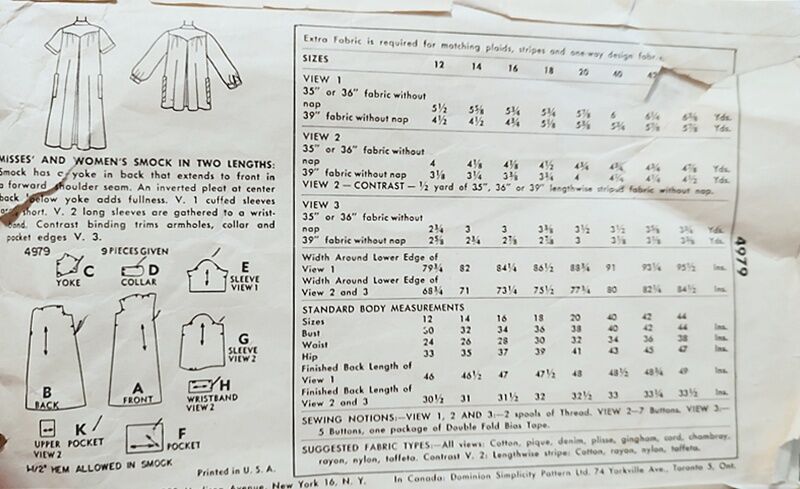 MISSES' AND WOMEN'S SMOCK IN TWO LENGTHS:
Smock has a yoke in back that extends to front in
a forward shoulder seam. An inverted pleat at center
back below yoke adds fullness. V. 1 cuffed sleeves
are short. V. 2 long sleeves are gathered to a wrist-
band. Contrast binding trims armholes, collar and
pocket edges V. 3.
4979 9 PIECES GIVEN
C YOKE
D COLLAR
E SLEEVE VIEW 1
B BACK
A FRONT
G SLEEVE VIEW 2
H WRISTBAND VIEW 2
UPPER POCKET VIEW 2
K
F POCKET
1/2" HEM ALLOWED IN SMOCK
Printed in U. S. A.
Extra Fabric is required for matching plaids, stripes and one-way design
SIZES 12 14 16 18 20 40
VIEW 1
35" or 36" fabric without
nap 5½ 5⅝ 5¾ 5¾ 5⅞ 6 6¼ 6⅜ Yds.
39" fabric without nap 4½ 4½ 4¾ 5⅛ 5⅜ 5¾ 5⅞ 5⅞ Yds.
VIEW 2
35" or 36" fabric without
nap 4 4⅛ 4⅛ 4½ 4¾ 4¾ 4¾ 4⅞ Yds.
39" fabric without nap 3⅛ 3¼ 3⅜ 3¾ 4 4¼ 4¼ 4½ Yds.
VIEW 2 — CONTRAST — ½ yard of 35", 36" or 39" lengthwise striped fabric without nap.
VIEW 3
35" or 36" fabric without
nap 2¾ 3 3 3⅜ 3½ 3½ 3⅝ 3¾ Yds.
39" fabric without nap 2⅝ 2¾ 2⅞ 2⅞ 3 3⅛ 3⅜ 3⅜ Yds.
Width Around Lower Edge of
View 1 79¾ 82 84¼ 86½ 88¾ 91 93¼ 95½ Ins.
Width Around Lower Edge of
View 2 and 3 68¾ 71 73¼ 75½ 77¾ 80 82¼ 84½ Ins.
STANDARD BODY MEASUREMENTS
Sizes 12 14 16 18 20 40 42 44
Bust 30 32 34 36 38 40 42 44 Ins.
Waist 24 26 28 30 32 34 36 38 Ins.
Hip 33 35 37 39 41 43 45 47 Ins.
Finished Back Length of
View 1 46 46½ 47 47½ 48 48½ 48¾ 49 Ins.
Finished Back Length of
View 2 and 3 30½ 31 31½ 32 32½ 33 33¼ 33½ Ins.
SEWING NOTIONS:—VIEW 1, 2 AND 3:—2 spools of Thread. VIEW 2—7 Buttons. VIEW 3:—
5 Buttons, one package of Double Fold Bias Tape.
SUGGESTED FABRIC TYPES:—All views: Cotton, pique, denim, plisse, gingham, cord, chambray,
rayon, nylon, taffeta. Contrast V. 2: Lengthwise stripe: Cotton, rayon, nylon, taffeta.
4979
Avenue, New York 16, N. Y. In Canada: Dominion Simplicity Pattern Ltd. 74 Yorkville Ave., Toronto 5, Ont.